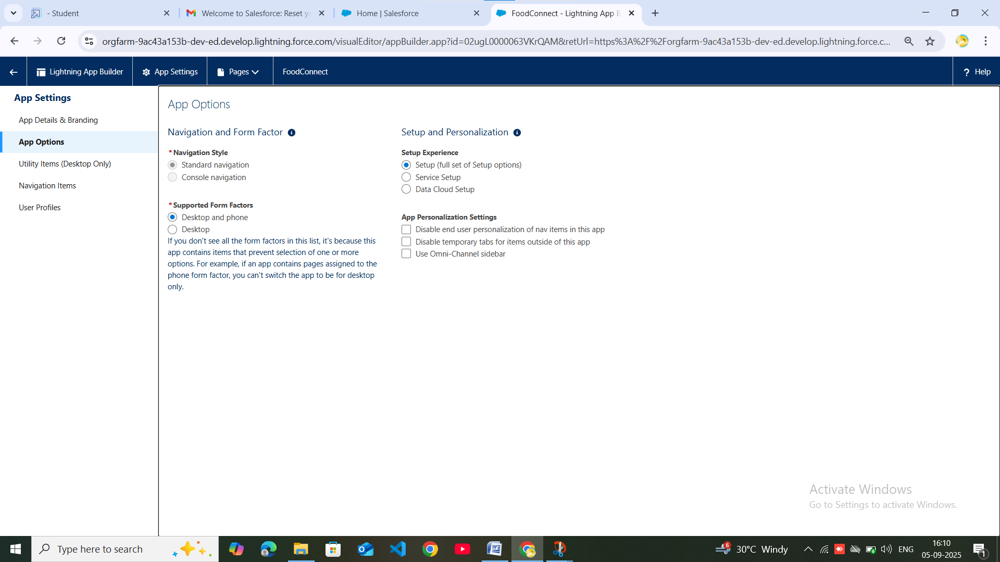 - Student
Welcome to Salesforce: Reset yo
Home | Salesforce
FoodConnect - Lightning App B
orgfarm-9ac43a153b-dev-ed.develop.lightning.force.com/visualEditor/appBuilder.app?id=02ugL0000063VKrQAM&retUrl=https%3A%2F%2Forgfarm-9ac43a153b-dev-ed.develop.lightning.force.c...
Lightning App Builder
App Settings
Pages
FoodConnect
? Help
App Settings
App Details & Branding
App Options
Utility Items (Desktop Only)
Navigation Items
User Profiles
App Options
Navigation and Form Factor
*Navigation Style
Standard navigation
Console navigation
*Supported Form Factors
Desktop and phone
Desktop
If you don't see all the form factors in this list, it's because this
app contains items that prevent selection of one or more
options. For example, if an app contains pages assigned to the
phone form factor, you can't switch the app to be for desktop
only.
Setup and Personalization
Setup Experience
Setup (full set of Setup options)
Service Setup
Data Cloud Setup
App Personalization Settings
Disable end user personalization of nav items in this app
Disable temporary tabs for items outside of this app
Use Omni-Channel sidebar
Activate Windows
Go to Settings to activate Windows.
Type here to search
6
30°C Windy
ENG
16:10
05-09-2025
1